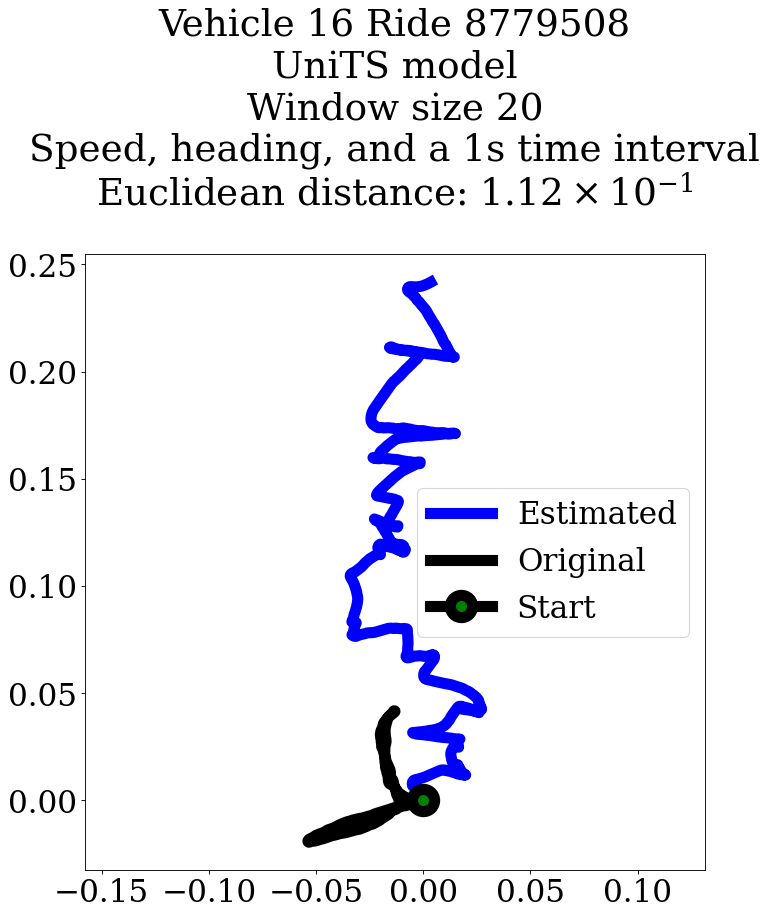 Vehicle 16 Ride 8779508
UniTS model
Window size 20
Speed, heading, and a 1s time interval
Euclidean distance: 1.12 × 10⁻¹
0.25
0.20
0.15
0.10
0.05
0.00
Estimated
Original
Start
−0.15 −0.10 −0.05 0.00 0.05 0.10